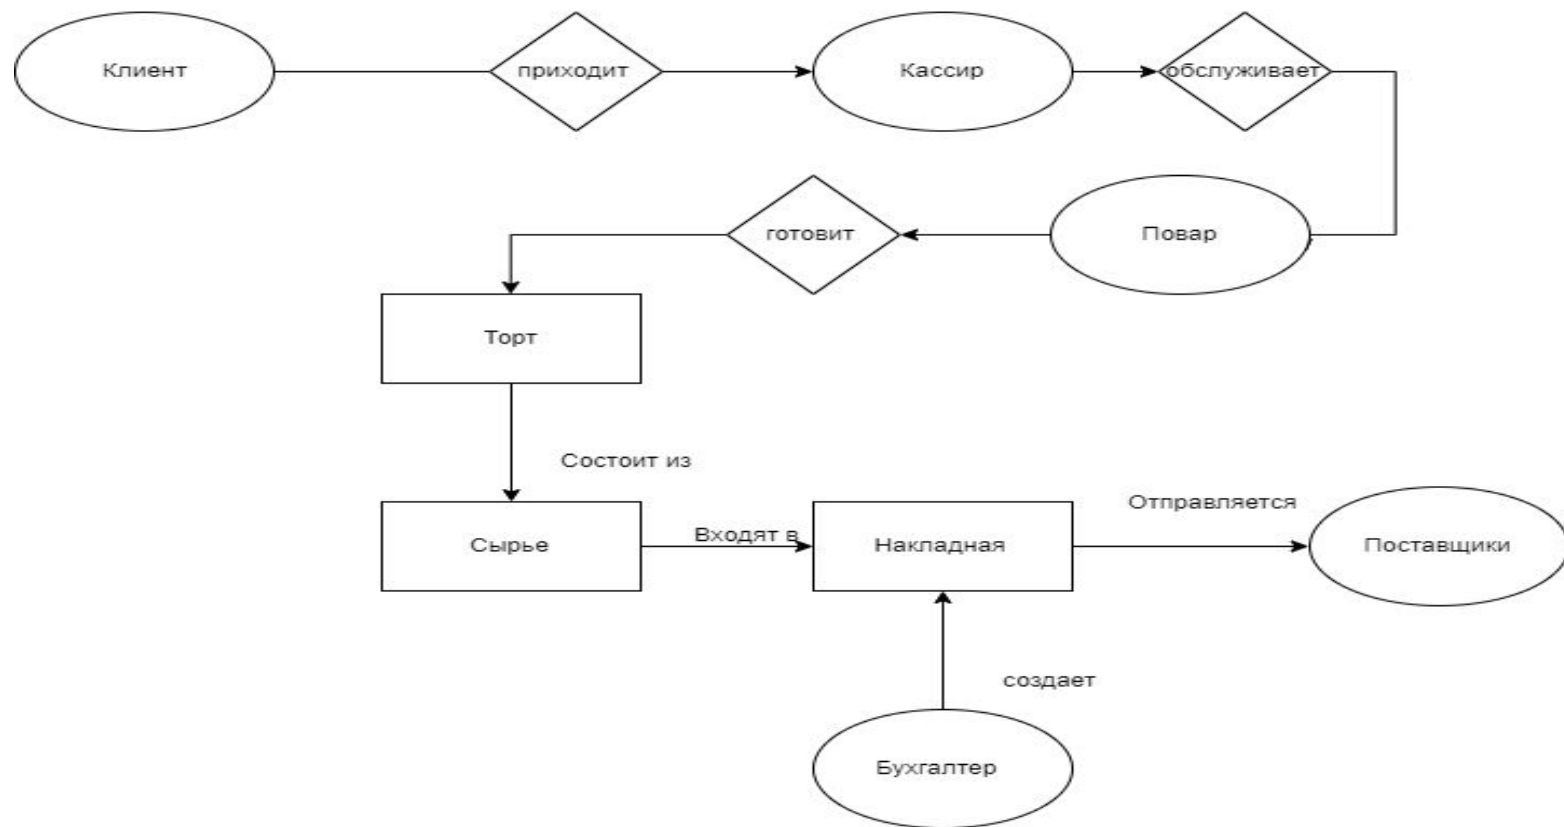 Клиент
приходит
Кассир
обслуживает
готовит
Повар
Торт
Состоит из
Сырье
Входят в
Накладная
Отправляется
Поставщики
создает
Бухгалтер